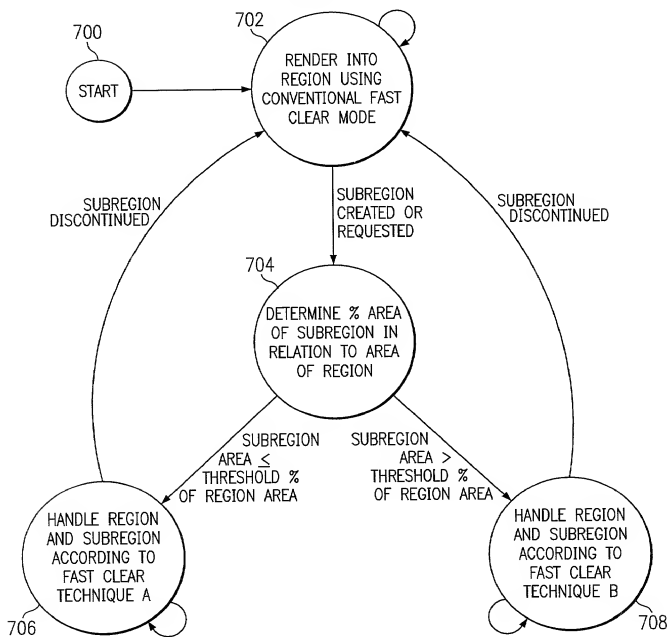 702
700
START
RENDER INTO
REGION USING
CONVENTIONAL FAST
CLEAR MODE
SUBREGION
DISCONTINUED
SUBREGION
CREATED OR
REQUESTED
SUBREGION
DISCONTINUED
704
DETERMINE % AREA
OF SUBREGION IN
RELATION TO AREA
OF REGION
SUBREGION
AREA ≤
THRESHOLD %
OF REGION AREA
SUBREGION
AREA >
THRESHOLD %
OF REGION AREA
HANDLE REGION
AND SUBREGION
ACCORDING TO
FAST CLEAR
TECHNIQUE A
706
HANDLE REGION
AND SUBREGION
ACCORDING TO
FAST CLEAR
TECHNIQUE B
708